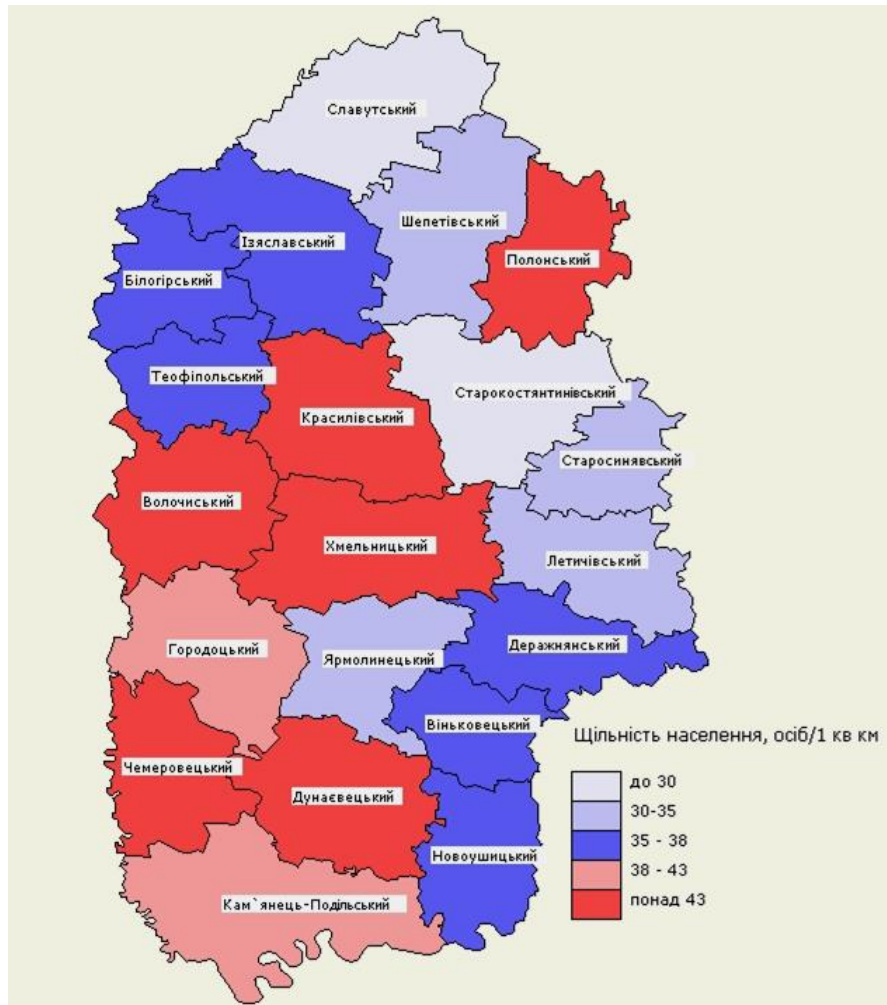 Славутський
Шепетівський
Ізяславський
Полонський
Білогірський
Теофіпольський
Старокостянтинівський
Красилівський
Старосинявський
Волочиський
Хмельницький
Летичівський
Городоцький
Ярмолинецький
Деражнянський
Віньковецький
Чемеровецький
Дунаєвецький
Новоушицький
Кам`янець-Подільський
Щільність населення, осіб/1 кв км
до 30
30-35
35 - 38
38 - 43
понад 43